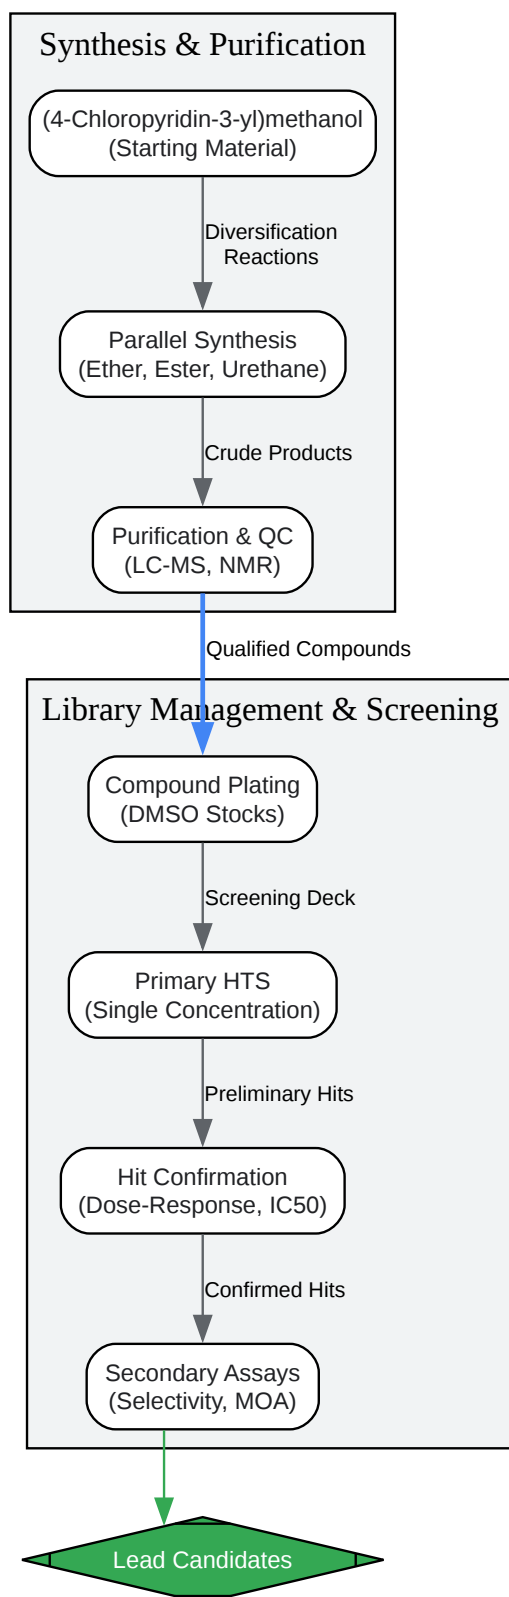 Synthesis & Purification
(4-Chloropyridin-3-yl)methanol
(Starting Material)
Diversification
Reactions
Parallel Synthesis
(Ether, Ester, Urethane)
Crude Products
Purification & QC
(LC-MS, NMR)
Qualified Compounds
Library Management & Screening
Compound Plating
(DMSO Stocks)
Screening Deck
Primary HTS
(Single Concentration)
Preliminary Hits
Hit Confirmation
(Dose-Response, IC50)
Confirmed Hits
Secondary Assays
(Selectivity, MOA)
Lead Candidates